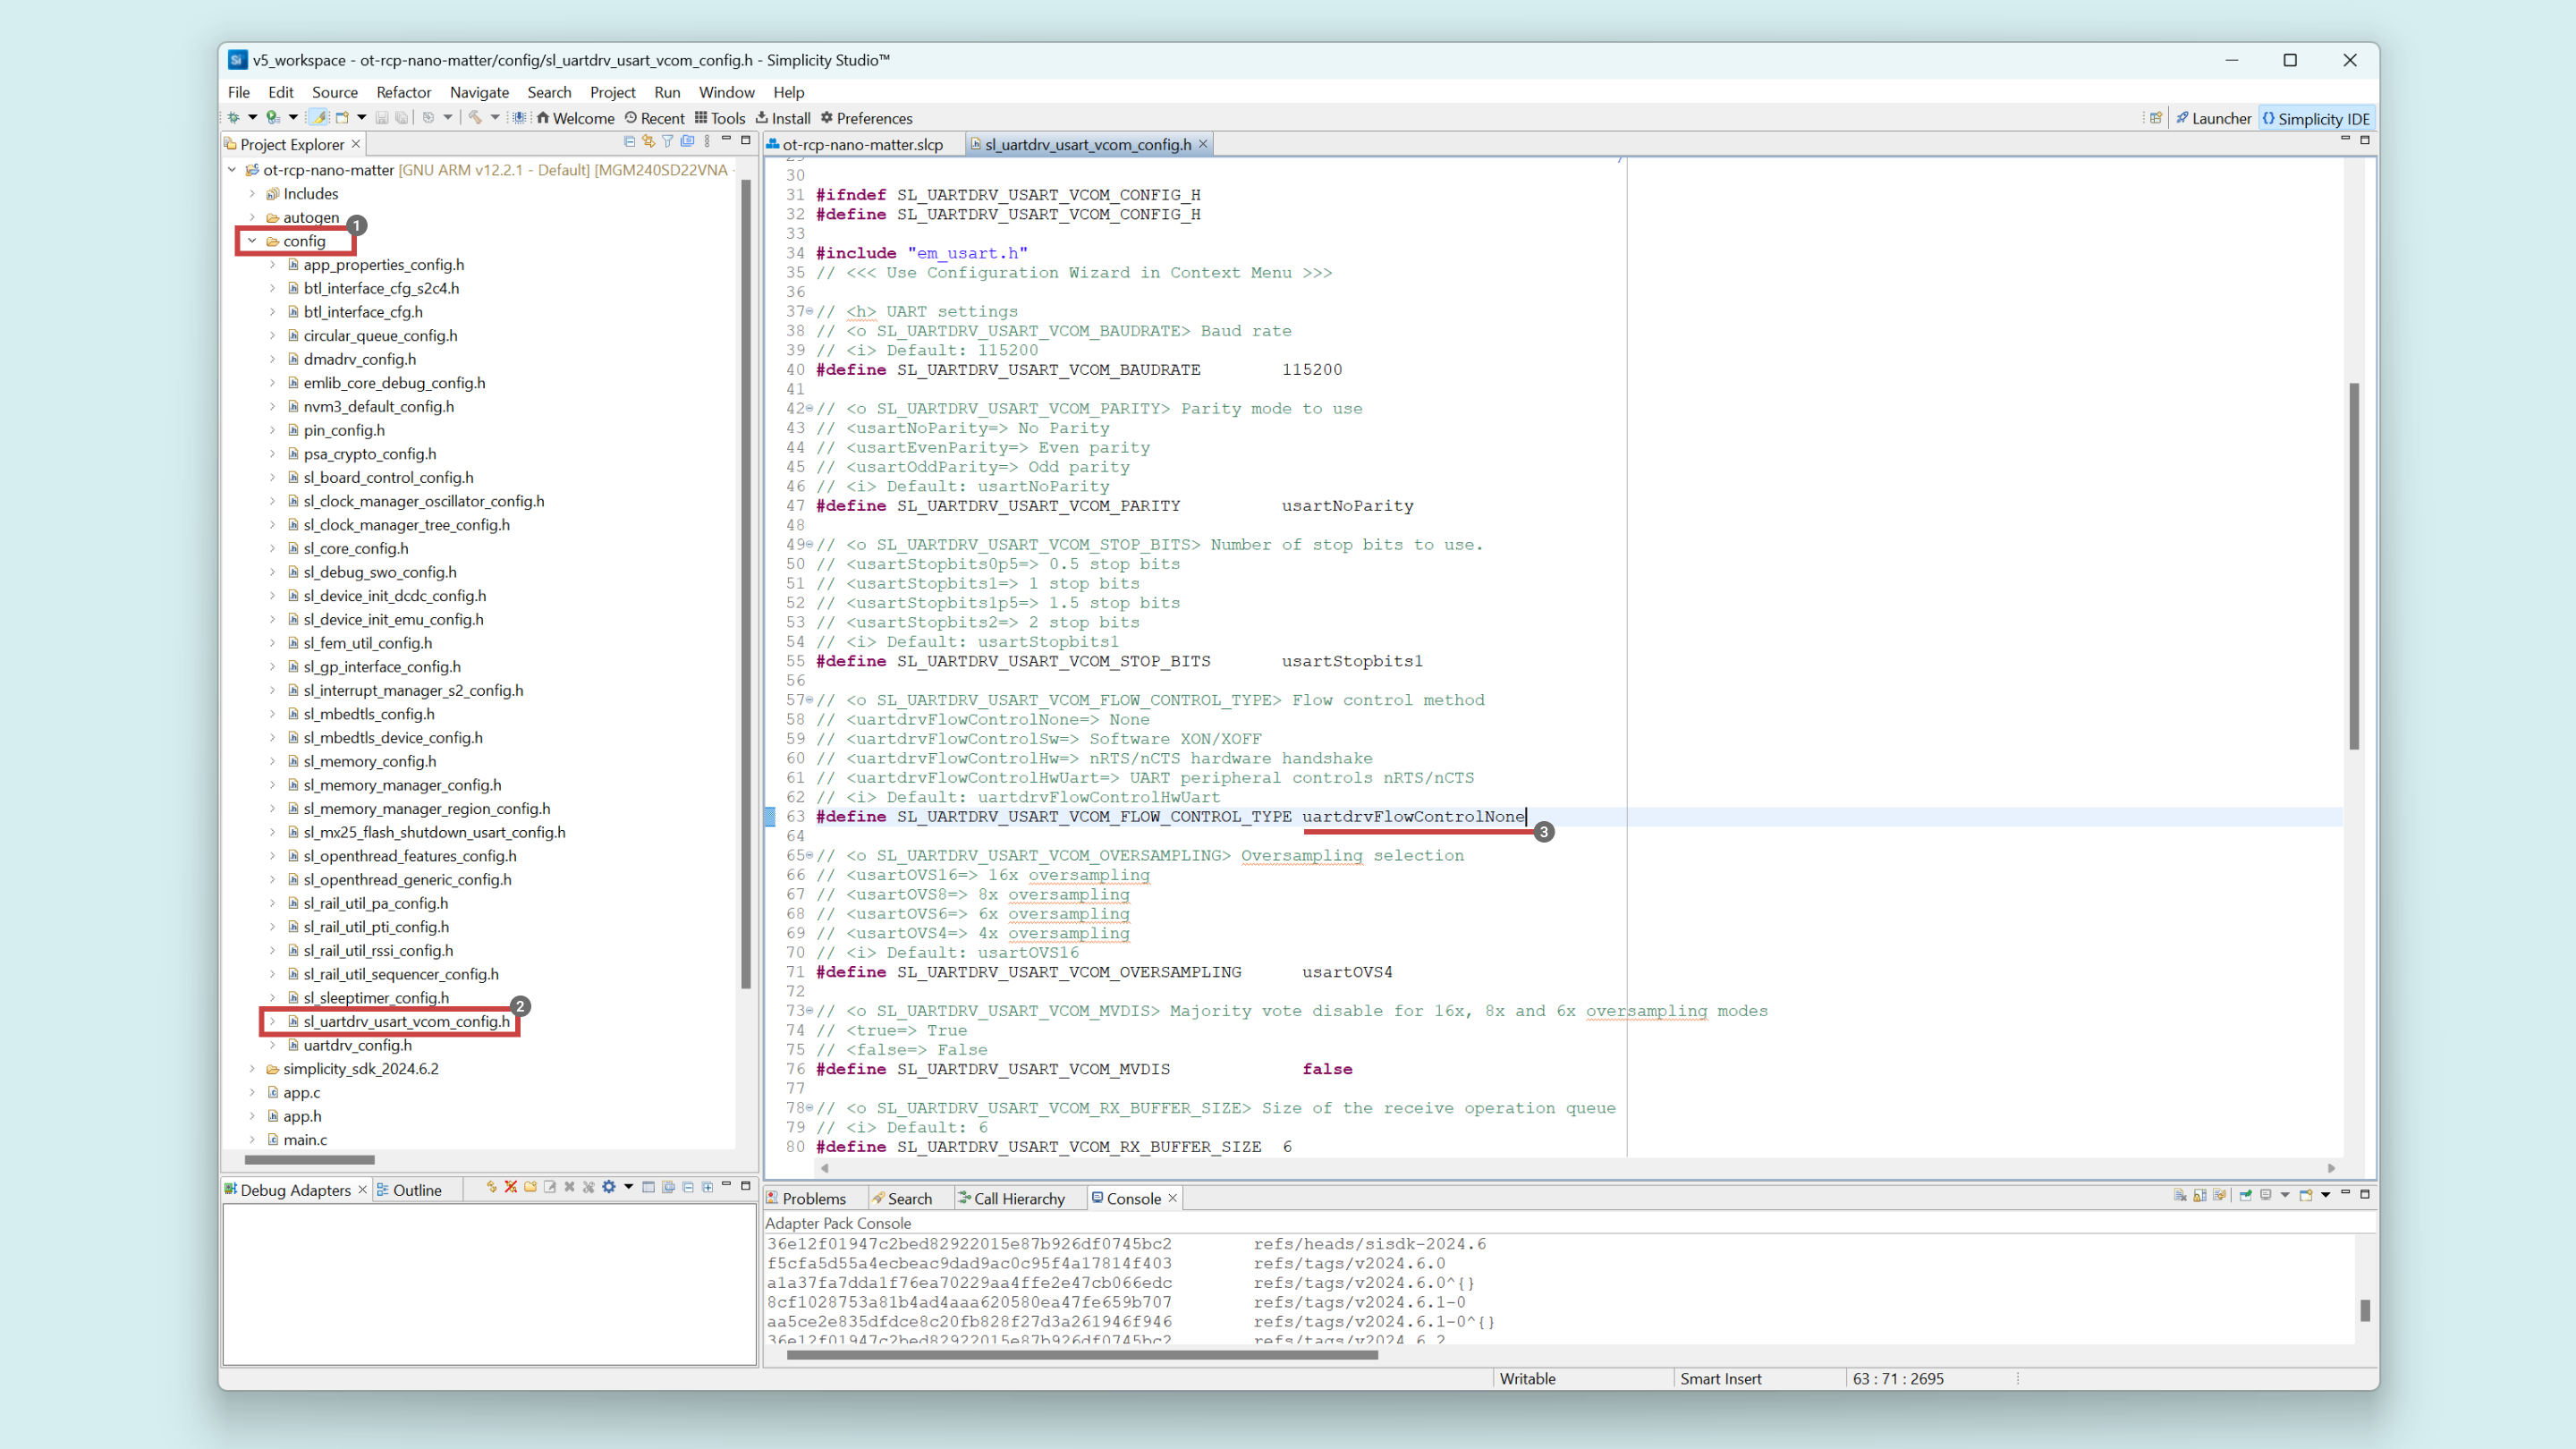 v5_workspace - ot-rcp-nano-matter/config/sl_uartdrv_usart_vcom_config.h - Simplicity Studio™
File Edit Source Refactor Navigate Search Project Run Window Help
Welcome Recent Tools Install Preferences
Launcher {} Simplicity IDE
Project Explorer
ot-rcp-nano-matter [GNU ARM v12.2.1 - Default] [MGM240SD22VNA -
Includes
autogen
1
config
app_properties_config.h
btl_interface_cfg_s2c4.h
btl_interface_cfg.h
circular_queue_config.h
dmadrv_config.h
emlib_core_debug_config.h
nvm3_default_config.h
pin_config.h
psa_crypto_config.h
sl_board_control_config.h
sl_clock_manager_oscillator_config.h
sl_clock_manager_tree_config.h
sl_core_config.h
sl_debug_swo_config.h
sl_device_init_dcdc_config.h
sl_device_init_emu_config.h
sl_fem_util_config.h
sl_gp_interface_config.h
sl_interrupt_manager_s2_config.h
sl_mbedtls_config.h
sl_mbedtls_device_config.h
sl_memory_config.h
sl_memory_manager_config.h
sl_memory_manager_region_config.h
sl_mx25_flash_shutdown_usart_config.h
sl_openthread_features_config.h
sl_openthread_generic_config.h
sl_rail_util_pa_config.h
sl_rail_util_pti_config.h
sl_rail_util_rssi_config.h
sl_rail_util_sequencer_config.h
sl_sleeptimer_config.h
2
sl_uartdrv_usart_vcom_config.h
uartdrv_config.h
simplicity_sdk_2024.6.2
app.c
app.h
main.c
ot-rcp-nano-matter.slcp sl_uartdrv_usart_vcom_config.h
30
31 #ifndef SL_UARTDRV_USART_VCOM_CONFIG_H
32 #define SL_UARTDRV_USART_VCOM_CONFIG_H
33
34 #include "em_usart.h"
35 // <<< Use Configuration Wizard in Context Menu >>>
36
37 // <h> UART settings
38 // <o SL_UARTDRV_USART_VCOM_BAUDRATE> Baud rate
39 // <i> Default: 115200
40 #define SL_UARTDRV_USART_VCOM_BAUDRATE 115200
41
42 // <o SL_UARTDRV_USART_VCOM_PARITY> Parity mode to use
43 // <usartNoParity=> No Parity
44 // <usartEvenParity=> Even parity
45 // <usartOddParity=> Odd parity
46 // <i> Default: usartNoParity
47 #define SL_UARTDRV_USART_VCOM_PARITY usartNoParity
48
49 // <o SL_UARTDRV_USART_VCOM_STOP_BITS> Number of stop bits to use.
50 // <usartStopbits0p5=> 0.5 stop bits
51 // <usartStopbits1=> 1 stop bits
52 // <usartStopbits1p5=> 1.5 stop bits
53 // <usartStopbits2=> 2 stop bits
54 // <i> Default: usartStopbits1
55 #define SL_UARTDRV_USART_VCOM_STOP_BITS usartStopbits1
56
57 // <o SL_UARTDRV_USART_VCOM_FLOW_CONTROL_TYPE> Flow control method
58 // <uartdrvFlowControlNone=> None
59 // <uartdrvFlowControlSw=> Software XON/XOFF
60 // <uartdrvFlowControlHw=> nRTS/nCTS hardware handshake
61 // <uartdrvFlowControlHwUart=> UART peripheral controls nRTS/nCTS
62 // <i> Default: uartdrvFlowControlHwUart
63 #define SL_UARTDRV_USART_VCOM_FLOW_CONTROL_TYPE uartdrvFlowControlNone
3
64
65 // <o SL_UARTDRV_USART_VCOM_OVERSAMPLING> Oversampling selection
66 // <usartOVS16=> 16x oversampling
67 // <usartOVS8=> 8x oversampling
68 // <usartOVS6=> 6x oversampling
69 // <usartOVS4=> 4x oversampling
70 // <i> Default: usartOVS16
71 #define SL_UARTDRV_USART_VCOM_OVERSAMPLING usartOVS4
72
73 // <o SL_UARTDRV_USART_VCOM_MVDIS> Majority vote disable for 16x, 8x and 6x oversampling modes
74 // <true=> True
75 // <false=> False
76 #define SL_UARTDRV_USART_VCOM_MVDIS false
77
78 // <o SL_UARTDRV_USART_VCOM_RX_BUFFER_SIZE> Size of the receive operation queue
79 // <i> Default: 6
80 #define SL_UARTDRV_USART_VCOM_RX_BUFFER_SIZE 6
Debug Adapters Outline
Problems Search Call Hierarchy Console
Adapter Pack Console
36e12f01947c2bed82922015e87b926df0745bc2 refs/heads/sisdk-2024.6
f5cfa5d55a4ecbeac9dad9ac0c95f4a17814f403 refs/tags/v2024.6.0
a1a37fa7dda1f76ea70229aa4ffe2e47cb066edc refs/tags/v2024.6.0^{}
8cf1028753a81b4ad4aaa620580ea47fe659b707 refs/tags/v2024.6.1-0
aa5ce2e835dfdce8c20fb828f27d3a261946f946 refs/tags/v2024.6.1-0^{}
36e12f01947c2bed82922015e87b926df0745bc2 refs/tags/v2024.6.2
Writable Smart Insert 63 : 71 : 2695